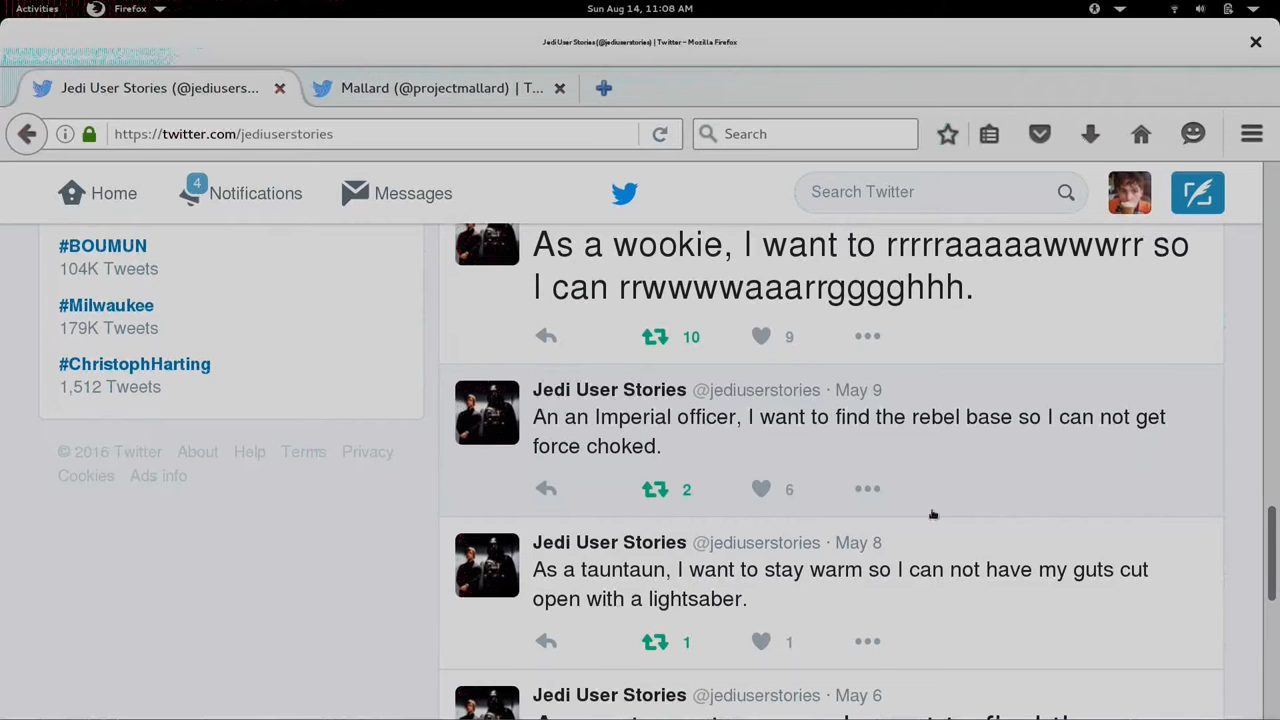 Activities Firefox Sun Aug 14, 11:08 AM
Jedi User Stories (@jediuserstories) | Twitter - Mozilla Firefox
Jedi User Stories (@jediusers... Mallard (@projectmallard) | T...
https://twitter.com/jediuserstories Search
Home 4 Notifications Messages Search Twitter
#BOUMUN
104K Tweets
#Milwaukee
179K Tweets
#ChristophHarting
1,512 Tweets
© 2016 Twitter About Help Terms Privacy
Cookies Ads info
As a wookie, I want to rrrrraaaaawwwrr so
I can rrwwwwaaarrgggghhh.
10 9
Jedi User Stories @jediuserstories · May 9
An an Imperial officer, I want to find the rebel base so I can not get
force choked.
2 6
Jedi User Stories @jediuserstories · May 8
As a tauntaun, I want to stay warm so I can not have my guts cut
open with a lightsaber.
1 1
Jedi User Stories @jediuserstories · May 6